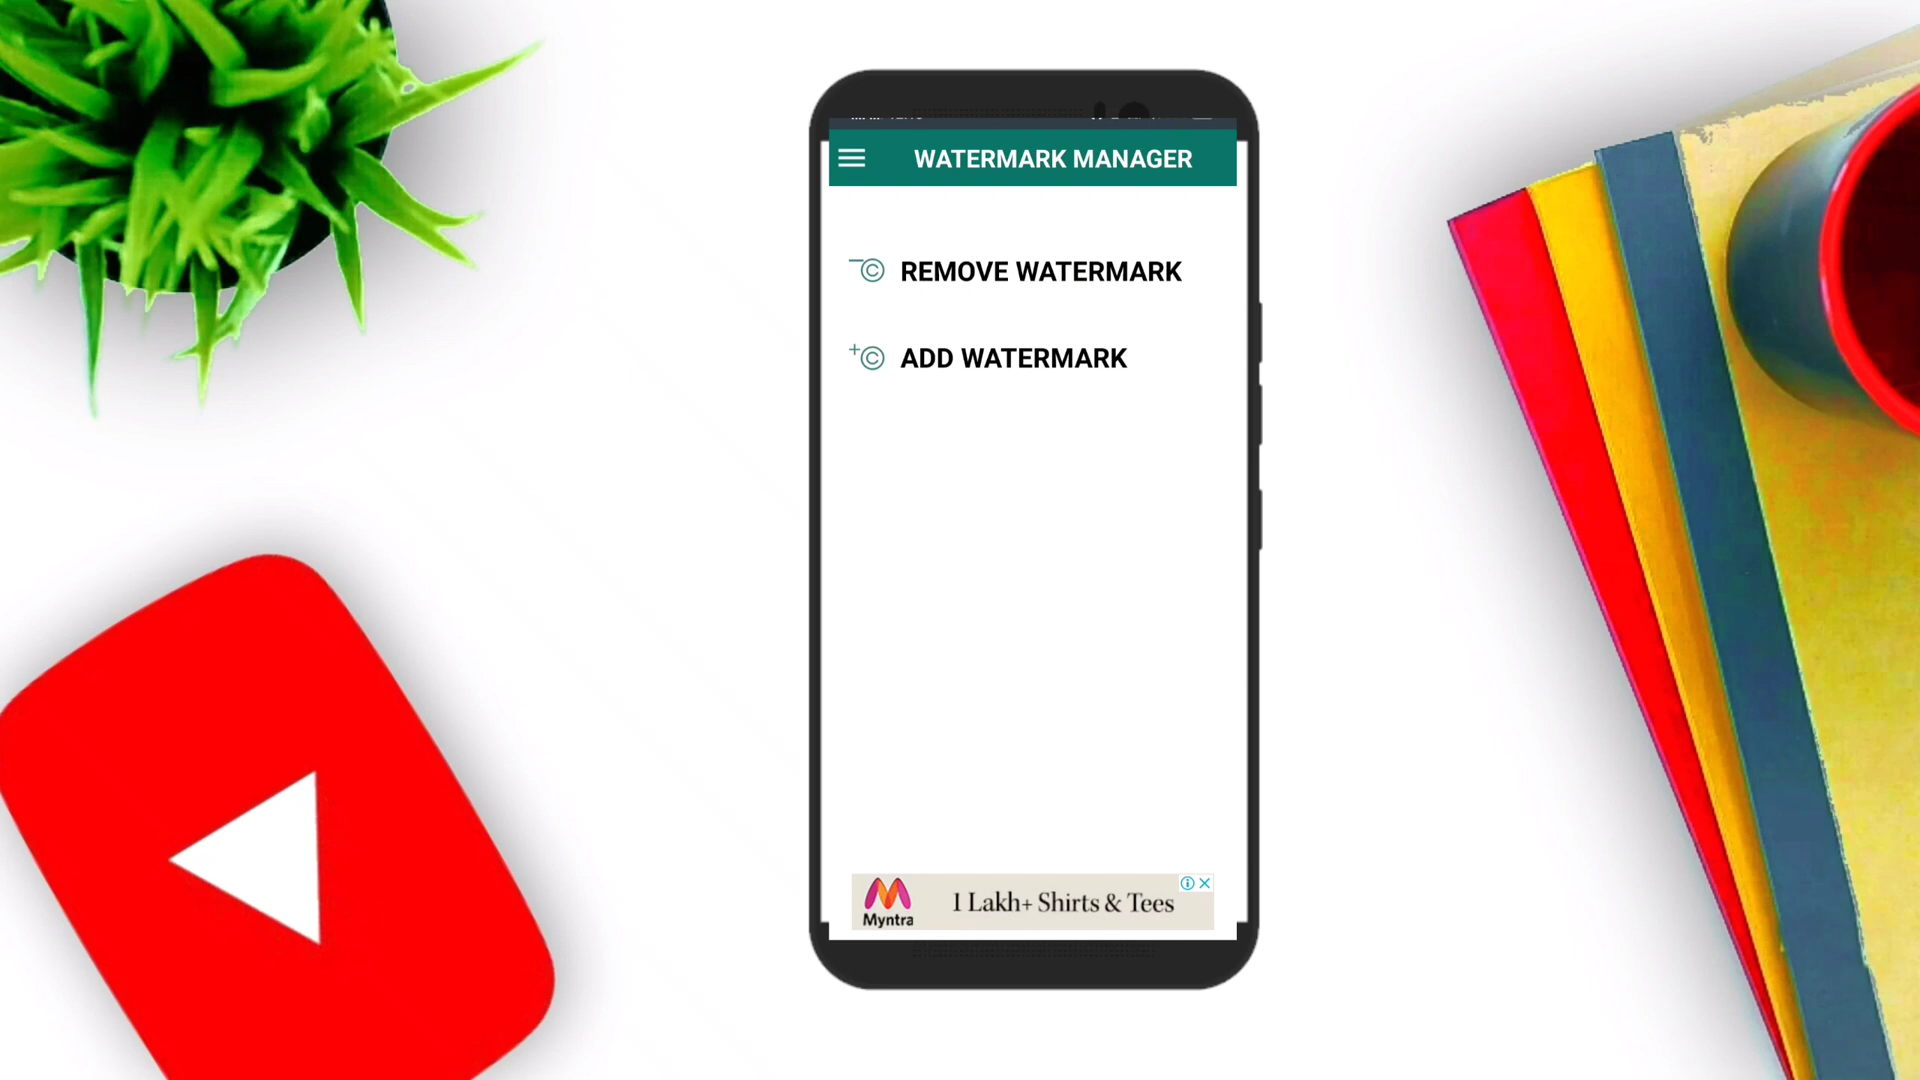 WATERMARK MANAGER
REMOVE WATERMARK
ADD WATERMARK
Myntra
1 Lakh+ Shirts & Tees